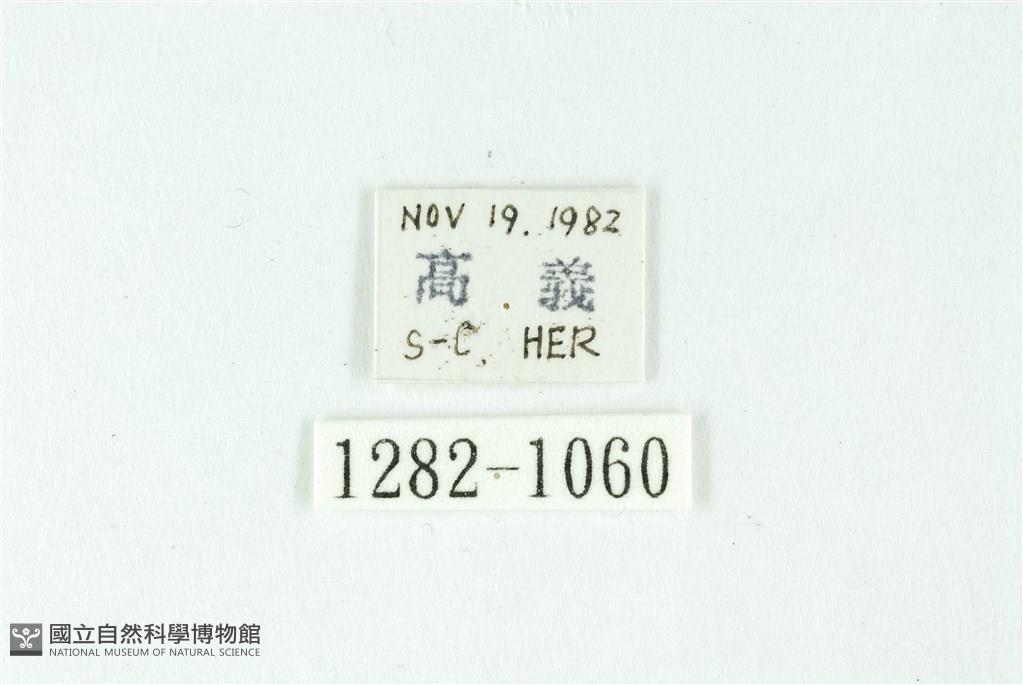 NOV 19. 1982
高 義
S-C. HER
1282-1060
國立自然科學博物館
NATIONAL MUSEUM OF NATURAL SCIENCE